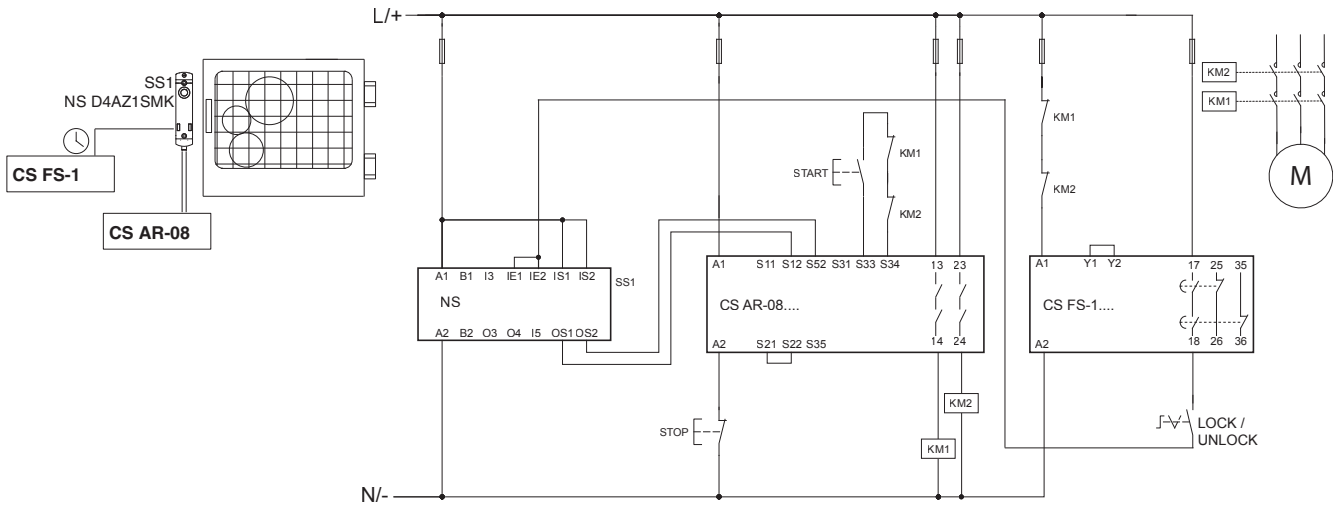 L/+
SS1
NS D4AZ1SMK
CS FS-1
CS AR-08
KM2
KM1
M
KM1
KM2
START
KM1
KM2
A1 B1 I3 IE1 IE2 IS1 IS2
SS1
NS
A2 B2 O3 O4 I5 OS1 OS2
A1 S11 S12 S52 S31 S33 S34 13 23
CS AR-08....
A2 S21 S22 S35 14 24
A1 Y1 Y2 17 25 35
CS FS-1....
A2 18 26 36
STOP
KM2
KM1
LOCK /
UNLOCK
N/-